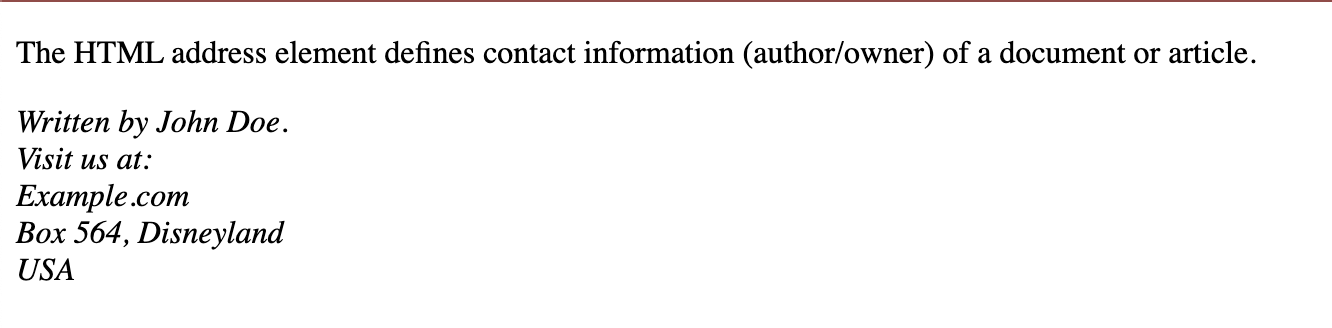 The HTML address element defines contact information (author/owner) of a document or article.
Written by John Doe.
Visit us at:
Example.com
Box 564, Disneyland
USA